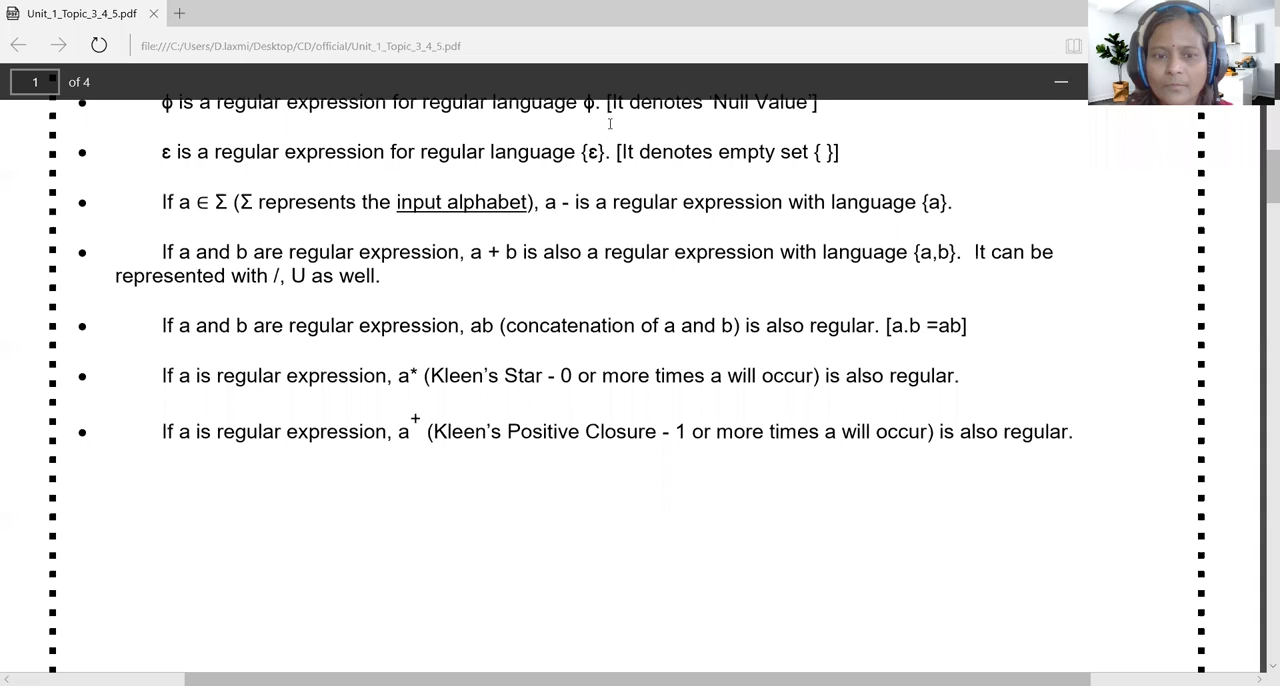 Unit_1_Topic_3_4_5.pdf
file:///C:/Users/D.laxmi/Desktop/CD/official/Unit_1_Topic_3_4_5.pdf
1 of 4
• ϕ is a regular expression for regular language ϕ. [It denotes 'Null Value']
• ε is a regular expression for regular language {ε}. [It denotes empty set { }]
• If a ∈ Σ (Σ represents the input alphabet), a - is a regular expression with language {a}.
• If a and b are regular expression, a + b is also a regular expression with language {a,b}. It can be
represented with /, U as well.
• If a and b are regular expression, ab (concatenation of a and b) is also regular. [a.b =ab]
• If a is regular expression, a* (Kleen's Star - 0 or more times a will occur) is also regular.
• If a is regular expression, a⁺ (Kleen's Positive Closure - 1 or more times a will occur) is also regular.